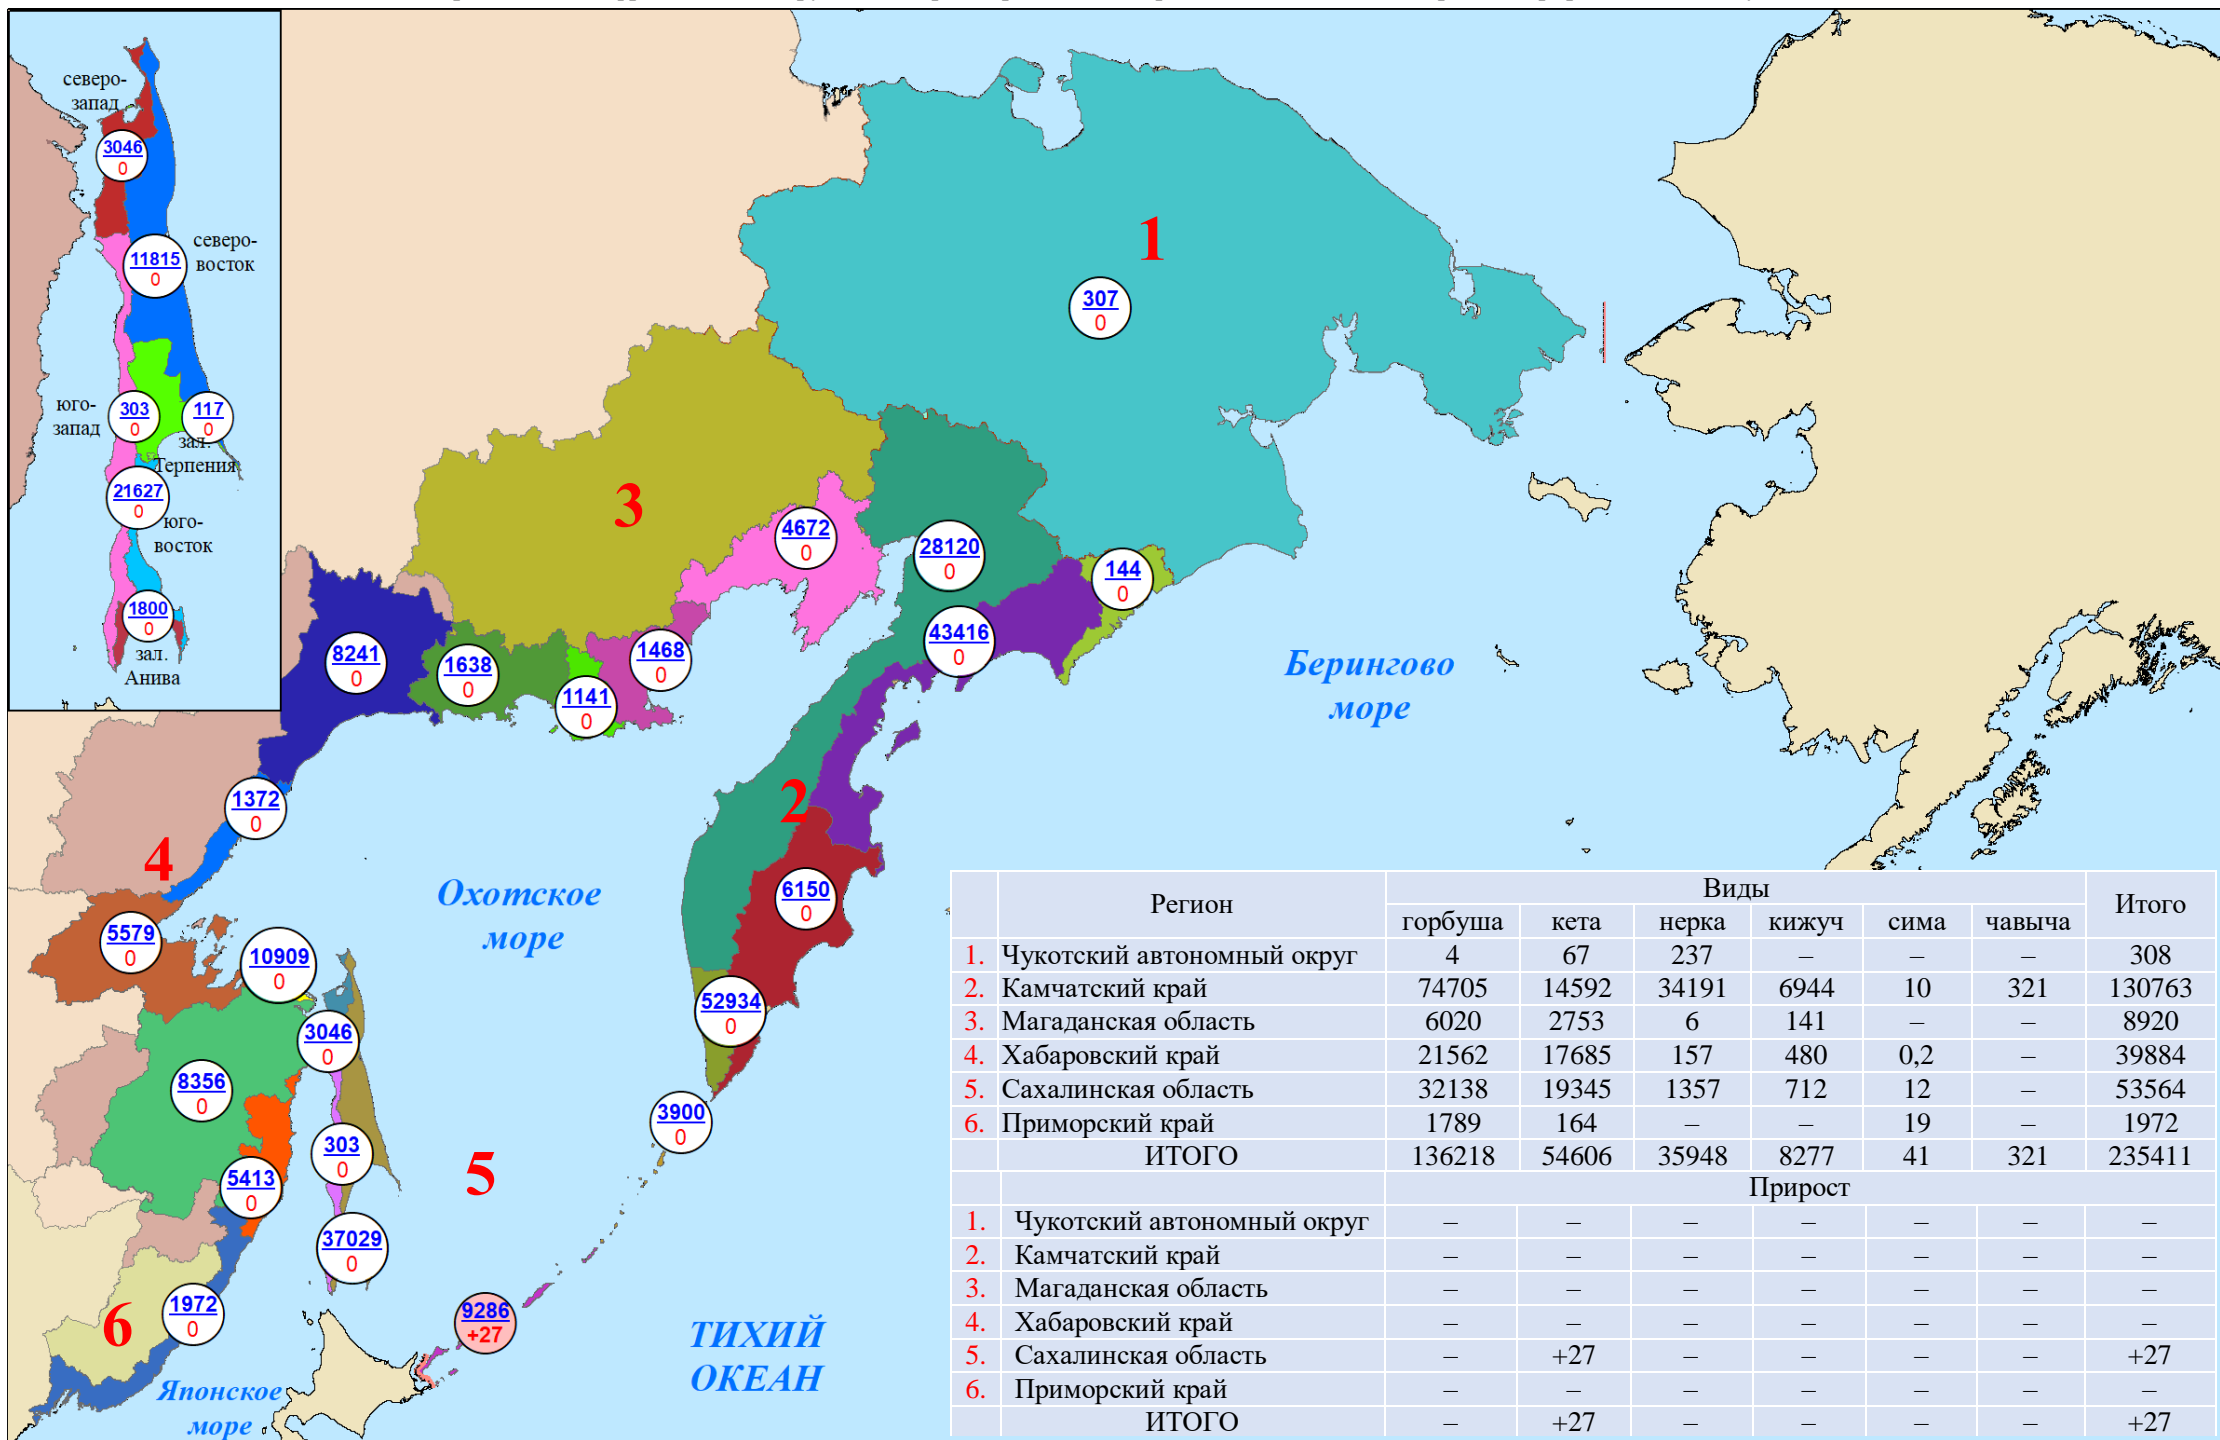 северо-
запад
3046
0
северо-
восток
11815
0
юго-
запад
303
0
117
0
зал.
Терпения
21627
0
юго-
восток
1800
0
зал.
Анива
1
307
0
3
4672
0
28120
0
144
0
43416
0
8241
0
1638
0
1468
0
1141
0
Берингово
море
1372
0
2
4
Охотское
море
6150
0
5579
0
10909
0
52934
0
3046
0
8356
0
3900
0
303
0
5
5413
0
37029
0
1972
0
6
9286
+27
ТИХИЙ
ОКЕАН
Японское
море
Регион Виды Итого
горбуша кета нерка кижуч сима чавыча
1. Чукотский автономный округ 4 67 237 – – – 308
2. Камчатский край 74705 14592 34191 6944 10 321 130763
3. Магаданская область 6020 2753 6 141 – – 8920
4. Хабаровский край 21562 17685 157 480 0,2 – 39884
5. Сахалинская область 32138 19345 1357 712 12 – 53564
6. Приморский край 1789 164 – – 19 – 1972
ИТОГО 136218 54606 35948 8277 41 321 235411
Прирост
1. Чукотский автономный округ – – – – – – –
2. Камчатский край – – – – – – –
3. Магаданская область – – – – – – –
4. Хабаровский край – – – – – – –
5. Сахалинская область – +27 – – – – +27
6. Приморский край – – – – – – –
ИТОГО – +27 – – – – +27